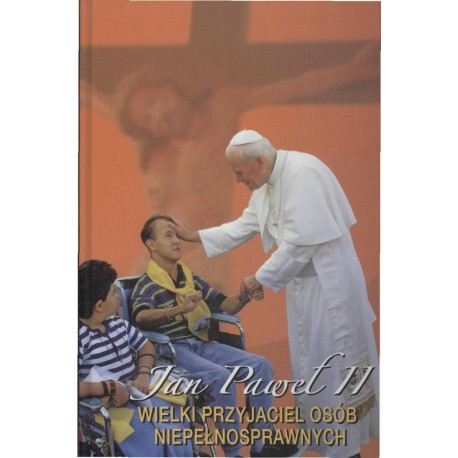 Jan Paweł II
WIELKI PRZYJACIEL OSÓB
NIEPEŁNOSPRAWNYCH